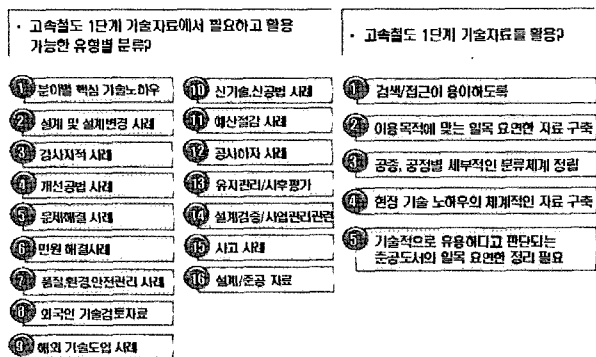 · 고속철도 1단계 기술자료에서 필요하고 활용
가능한 유형별 분류?
1 분야별 핵심 기술노하우
2 설계 및 설계변경 사례
3 감사지적 사례
4 개선공법 사례
5 문제해결 사례
6 민원 해결사례
7 품질,환경,안전관리 사례
8 외국인 기술검토자료
9 해외 기술도입 사례
10 신기술,신공법 사례
11 예산절감 사례
12 공사하자 사례
13 유지관리/사후평가
14 설계검증/사업관리관련
15 사고 사례
16 설계/준공 자료
· 고속철도 1단계 기술자료를 활용?
1 검색/접근이 용이하도록
2 이용목적에 맞는 일목 요연한 자료 구축
3 공종, 공정별 세부적인 분류체계 정립
4 현장 기술 노하우의 체계적인 자료 구축
5 기술적으로 유용하다고 판단되는
준공도서의 일목 요연한 정리 필요